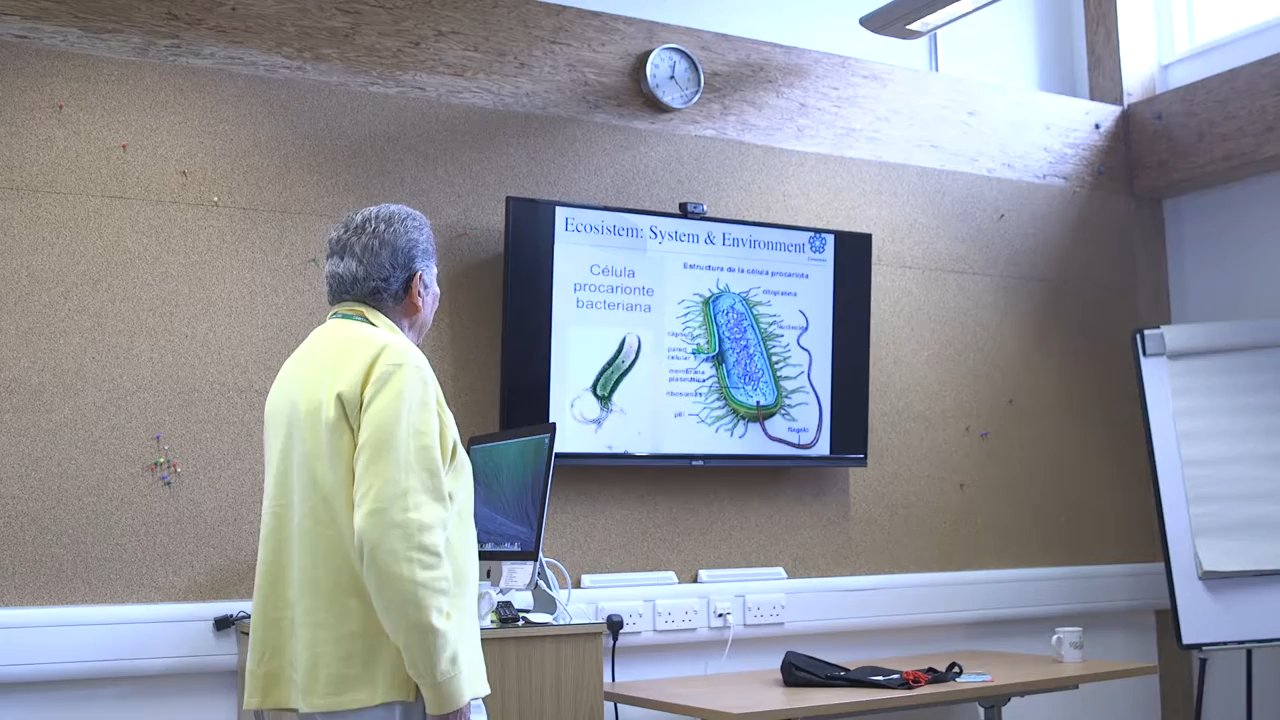 Ecosistem: System & Environment
Célula
procarionte
bacteriana
Estructura de la célula procariota
citoplasma
Nucleoide
cápsula
pared
celular
membrana
plasmática
ribosomas
pili
flagelo